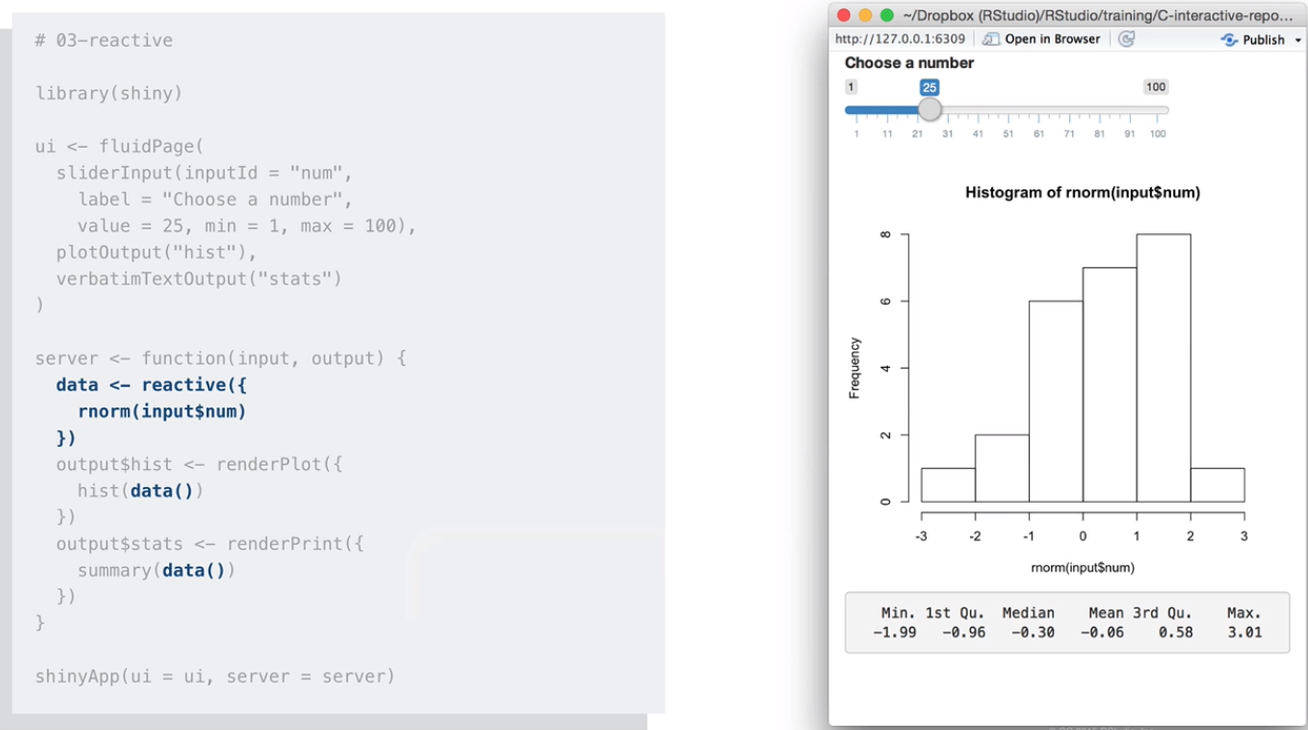 # 03-reactive
library(shiny)
ui <- fluidPage(
  sliderInput(inputId = "num",
    label = "Choose a number",
    value = 25, min = 1, max = 100),
  plotOutput("hist"),
  verbatimTextOutput("stats")
)
server <- function(input, output) {
  data <- reactive({
    rnorm(input$num)
  })
  output$hist <- renderPlot({
    hist(data())
  })
  output$stats <- renderPrint({
    summary(data())
  })
}
shinyApp(ui = ui, server = server)
~/Dropbox (RStudio)/RStudio/training/C-interactive-repo...
http://127.0.0.1:6309 Open in Browser Publish
Choose a number
1 25 100
1 11 21 31 41 51 61 71 81 91 100
Histogram of rnorm(input$num)
Frequency
8
6
4
2
0
-3 -2 -1 0 1 2 3
rnorm(input$num)
Min. 1st Qu. Median Mean 3rd Qu. Max.
-1.99 -0.96 -0.30 -0.06 0.58 3.01